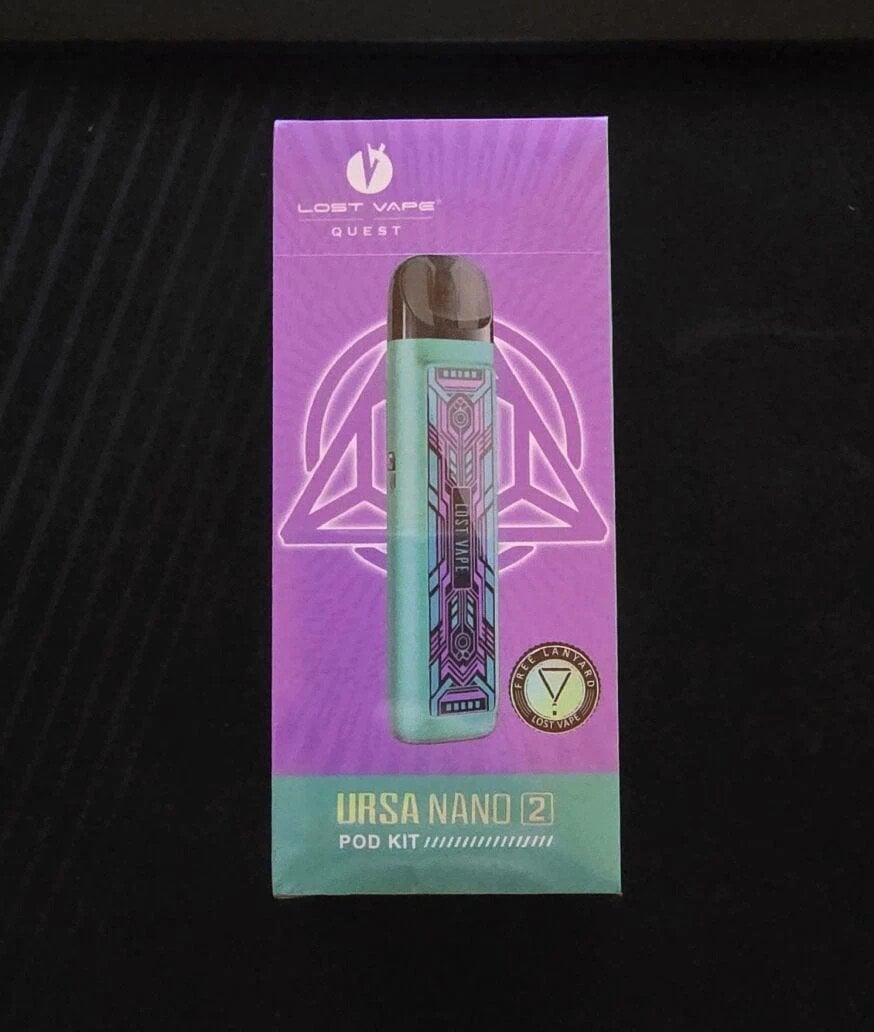 LOST VAPE
QUEST
LOST VAPE
FREE LANYARD
LOST VAPE
URSA NANO 2
POD KIT